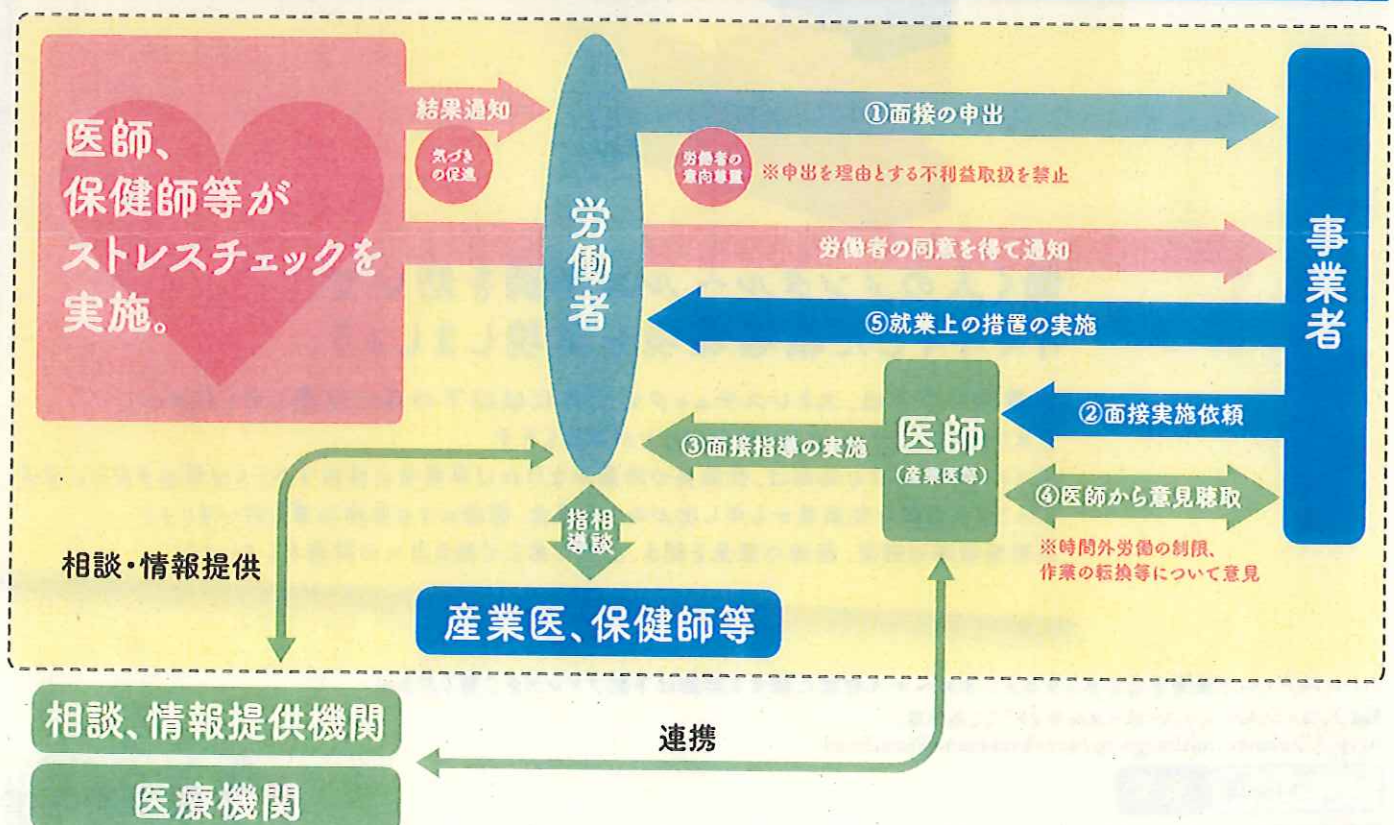 医師、
保健師等が
ストレスチェックを
実施。
結果通知
気づき
の促進
労働者
①面接の申出
労働者の
意向尊重
※申出を理由とする不利益取扱を禁止
労働者の同意を得て通知
⑤就業上の措置の実施
事業者
医師
(産業医等)
②面接実施依頼
③面接指導の実施
④医師から意見聴取
※時間外労働の制限、
作業の転換等について意見
相談
指導
産業医、保健師等
相談・情報提供
相談、情報提供機関
医療機関
連携